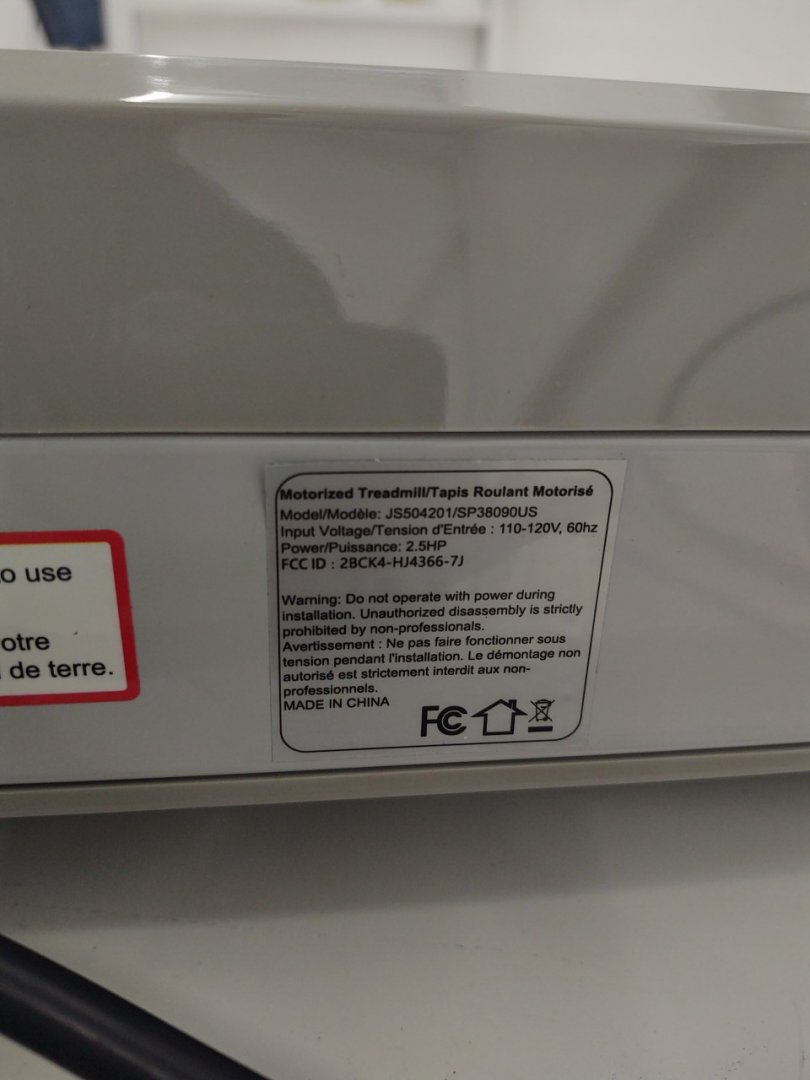 o use
otre
de terre.
Motorized Treadmill/Tapis Roulant Motorisé
Model/Modèle: JS504201/SP38090US
Input Voltage/Tension d'Entrée : 110-120V, 60hz
Power/Puissance: 2.5HP
FCC ID : 2BCK4-HJ4366-7J
Warning: Do not operate with power during
installation. Unauthorized disassembly is strictly
prohibited by non-professionals.
Avertissement : Ne pas faire fonctionner sous
tension pendant l'installation. Le démontage non
autorisé est strictement interdit aux non-
professionnels.
MADE IN CHINA
FC